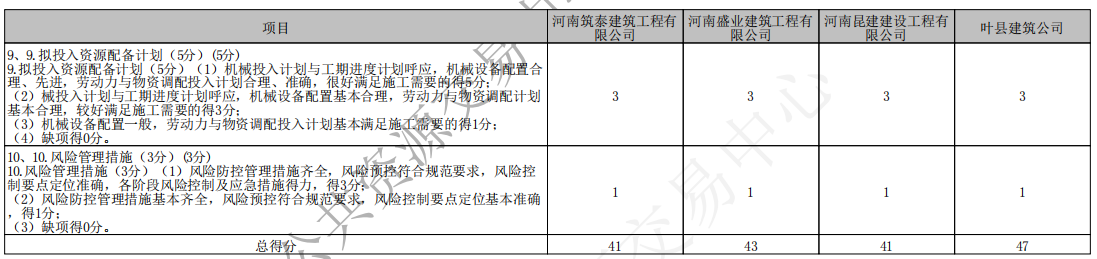 项目 河南筑泰建筑工程有限公司 河南盛业建筑工程有限公司 河南昆建建设工程有限公司 叶县建筑公司
9、9.拟投入资源配备计划（5分）(5分)
9.拟投入资源配备计划（5分）（1）机械投入计划与工期进度计划呼应，机械设备配置合
理、先进，劳动力与物资调配投入计划合理、准确，很好满足施工需要的得5分；
（2）械投入计划与工期进度计划呼应，机械设备配置基本合理，劳动力与物资调配计划
基本合理，较好满足施工需要的得3分；
（3）机械设备配置一般，劳动力与物资调配投入计划基本满足施工需要的得1分；
（4）缺项得0分。
3 3 3 3
10、10.风险管理措施（3分）(3分)
10.风险管理措施（3分）（1）风险防控管理措施齐全，风险预控符合规范要求，风险控
制要点定位准确，各阶段风险控制及应急措施得力，得3分；
（2）风险防控管理措施基本齐全，风险预控符合规范要求，风险控制要点定位基本准确
，得1分；
（3）缺项得0分。
1 1 1 1
总得分 41 43 41 47
公共资源交易中心
交易中心